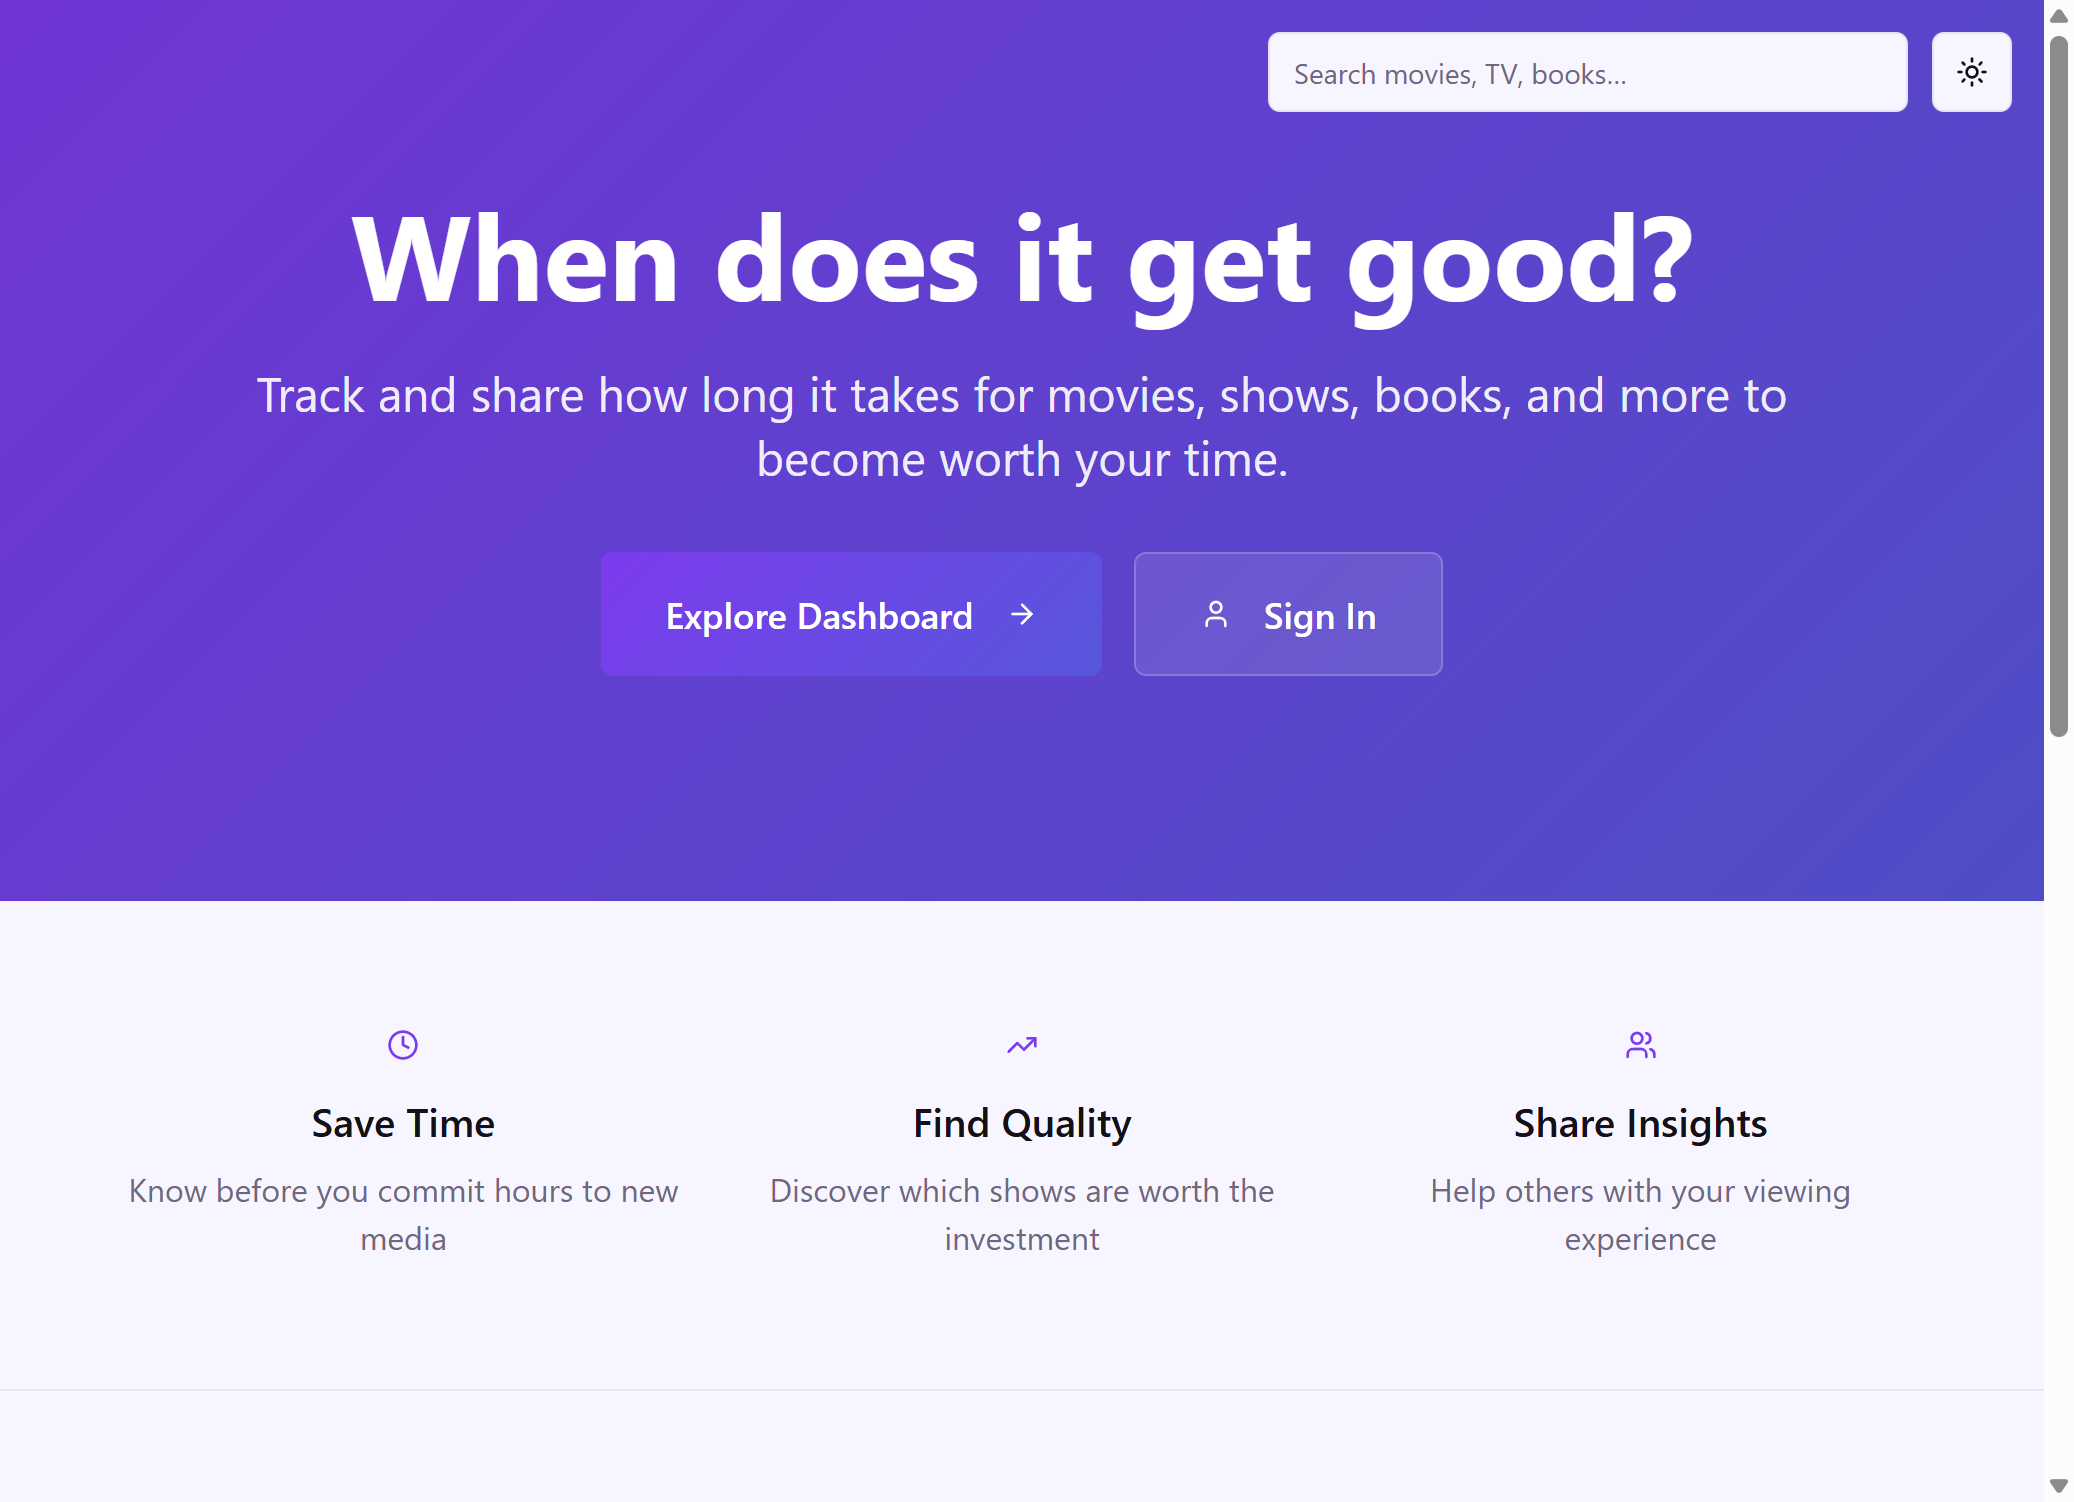 Search movies, TV, books...
When does it get good?
Track and share how long it takes for movies, shows, books, and more to
become worth your time.
Explore Dashboard
Sign In
Save Time
Know before you commit hours to new
media
Find Quality
Discover which shows are worth the
investment
Share Insights
Help others with your viewing
experience